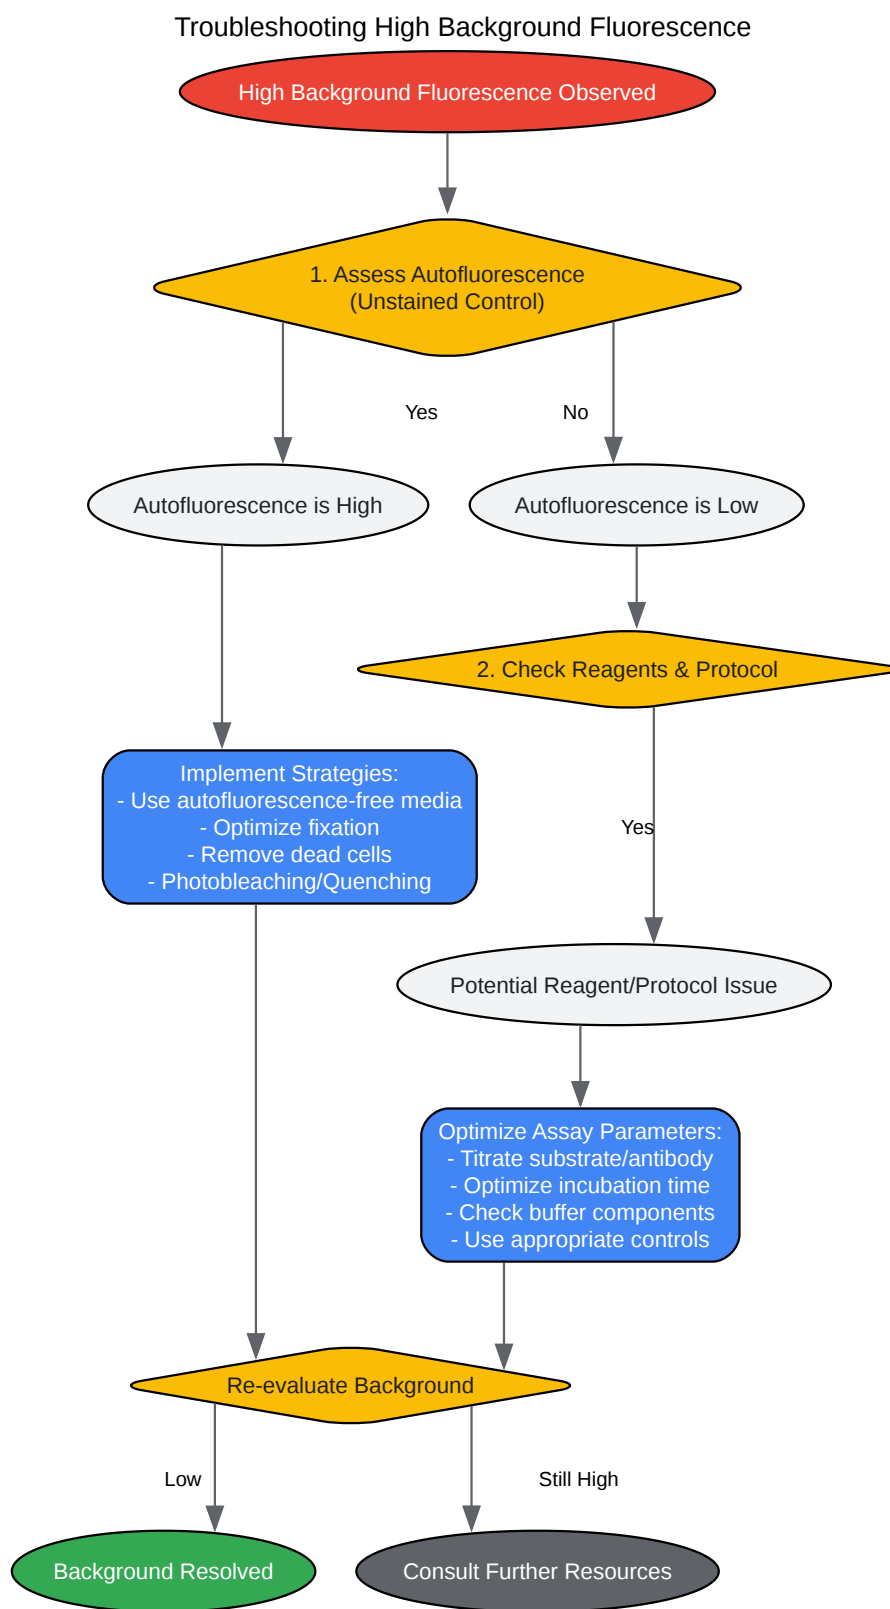 Troubleshooting High Background Fluorescence
High Background Fluorescence Observed
1. Assess Autofluorescence
(Unstained Control)
Yes
No
Autofluorescence is High
Autofluorescence is Low
2. Check Reagents & Protocol
Implement Strategies:
- Use autofluorescence-free media
- Optimize fixation
- Remove dead cells
- Photobleaching/Quenching
Yes
Potential Reagent/Protocol Issue
Optimize Assay Parameters:
- Titrate substrate/antibody
- Optimize incubation time
- Check buffer components
- Use appropriate controls
Re-evaluate Background
Low
Still High
Background Resolved
Consult Further Resources